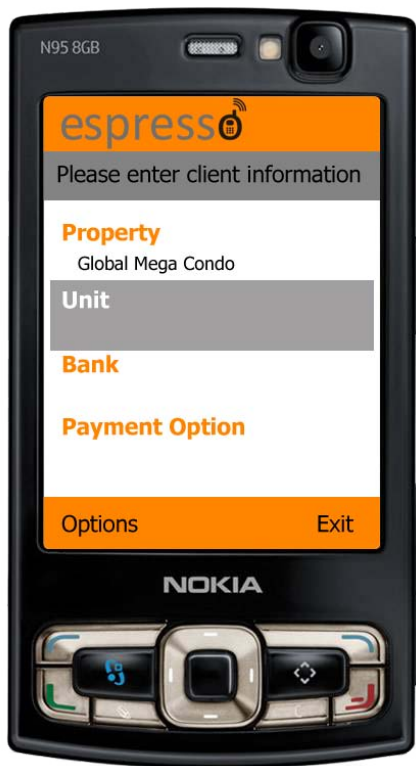 N95 8GB
espresso
Please enter client information
Property
Global Mega Condo
Unit
Bank
Payment Option
Options
Exit
NOKIA